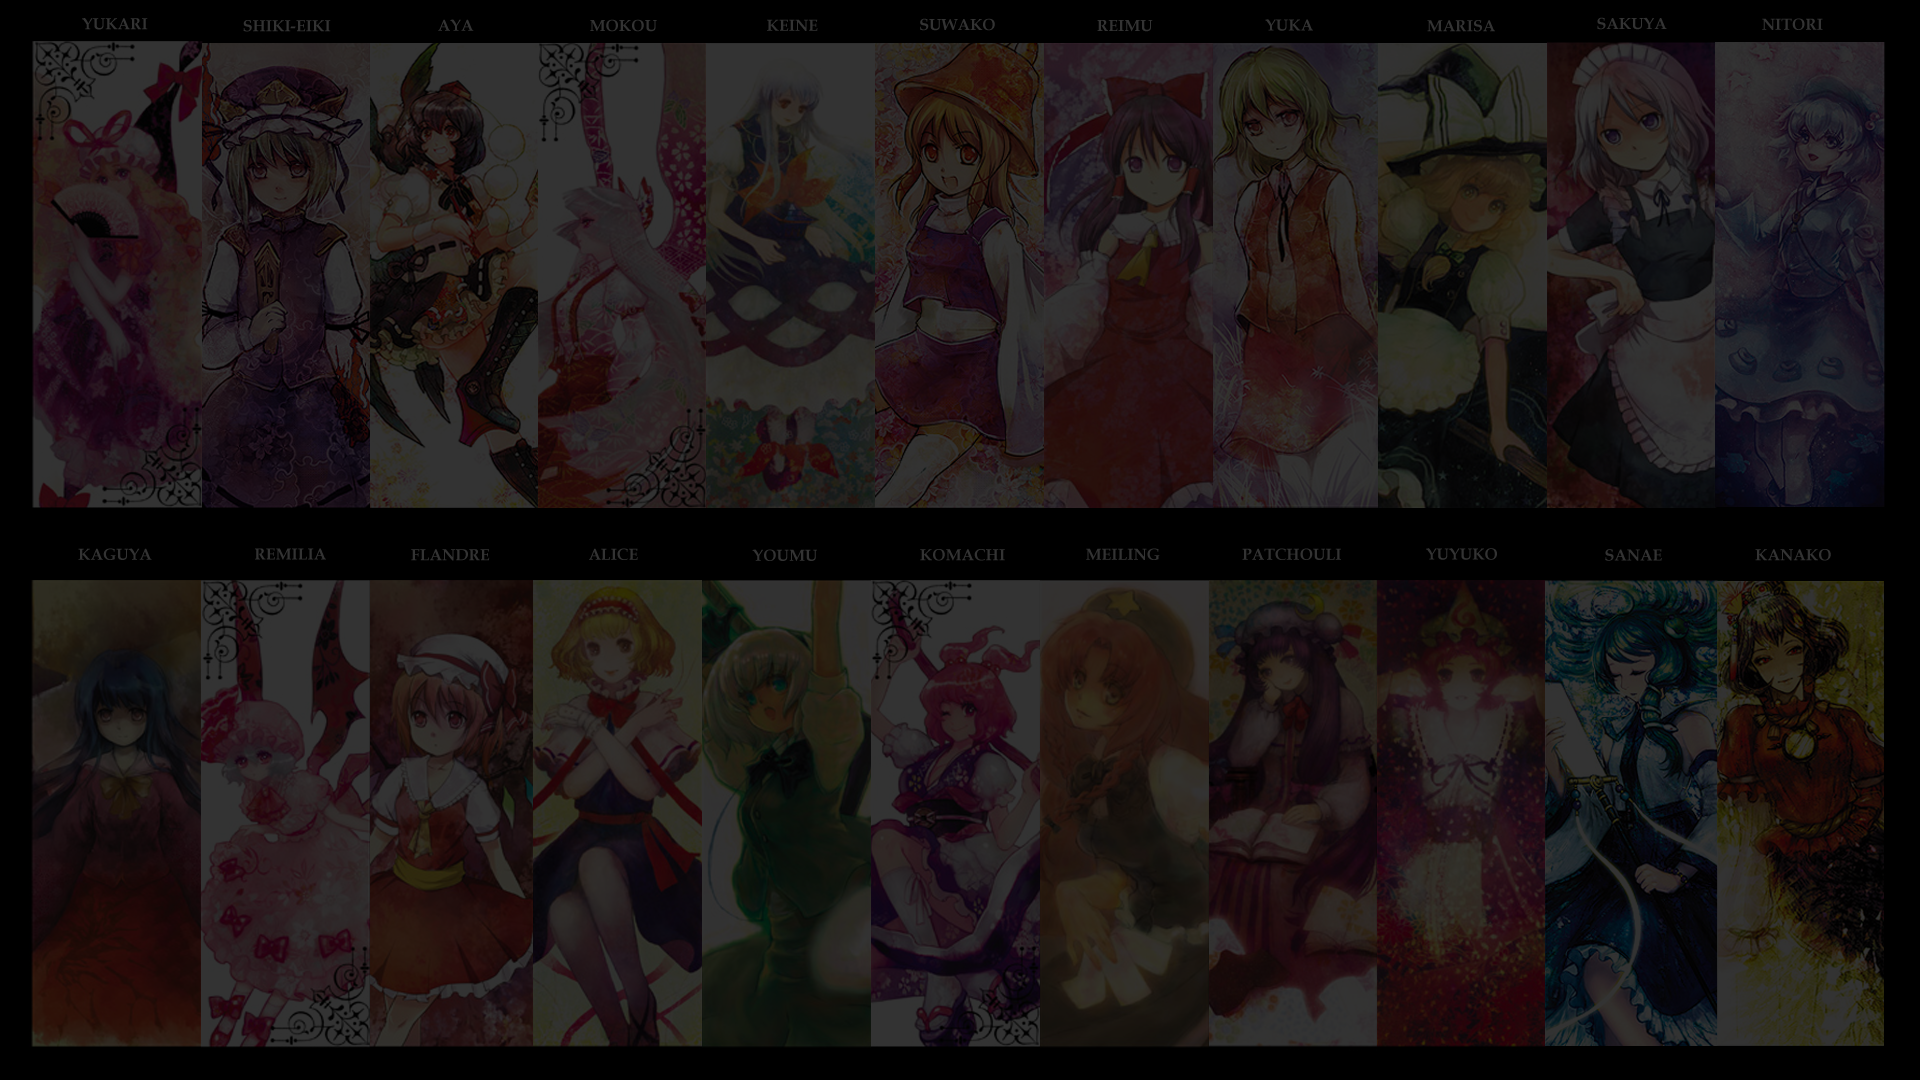 YUKARI SHIKI-EIKI AYA MOKOU KEINE SUWAKO REIMU YUKA MARISA SAKUYA NITORI
KAGUYA REMILIA FLANDRE ALICE YOUMU KOMACHI MEILING PATCHOULI YUYUKO SANAE KANAKO